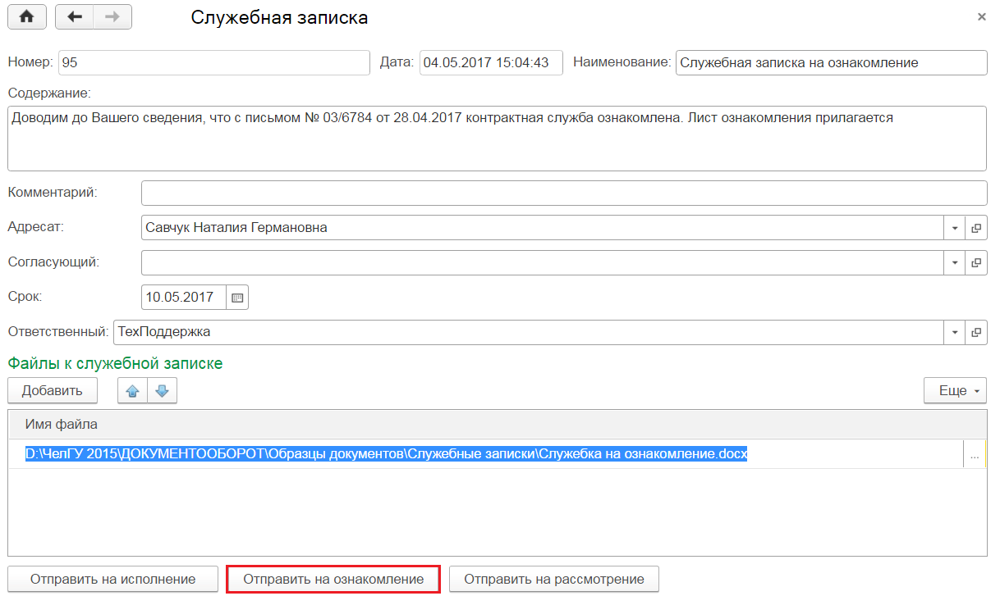 Служебная записка
Номер: 95 Дата: 04.05.2017 15:04:43 Наименование: Служебная записка на ознакомление
Содержание:
Доводим до Вашего сведения, что с письмом № 03/6784 от 28.04.2017 контрактная служба ознакомлена. Лист ознакомления прилагается
Комментарий:
Адресат: Савчук Наталия Германовна
Согласующий:
Срок: 10.05.2017
Ответственный: ТехПоддержка
Файлы к служебной записке
Добавить Еще
Имя файла
D:\ЧелГУ 2015\ДОКУМЕНТООБОРОТ\Образцы документов\Служебные записки\Служебка на ознакомление.docx ...
Отправить на исполнение Отправить на ознакомление Отправить на рассмотрение